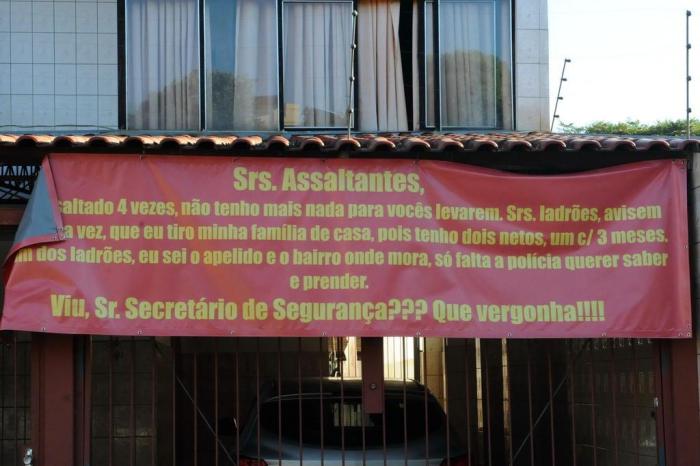 Srs. Assaltantes,
saltado 4 vezes, não tenho mais nada para vocês levarem. Srs. ladrões, avisem
a vez, que eu tiro minha família de casa, pois tenho dois netos, um c/ 3 meses.
dos ladrões, eu sei o apelido e o bairro onde mora, só falta a polícia querer saber
e prender.
Viu, Sr. Secretário de Segurança??? Que vergonha!!!!